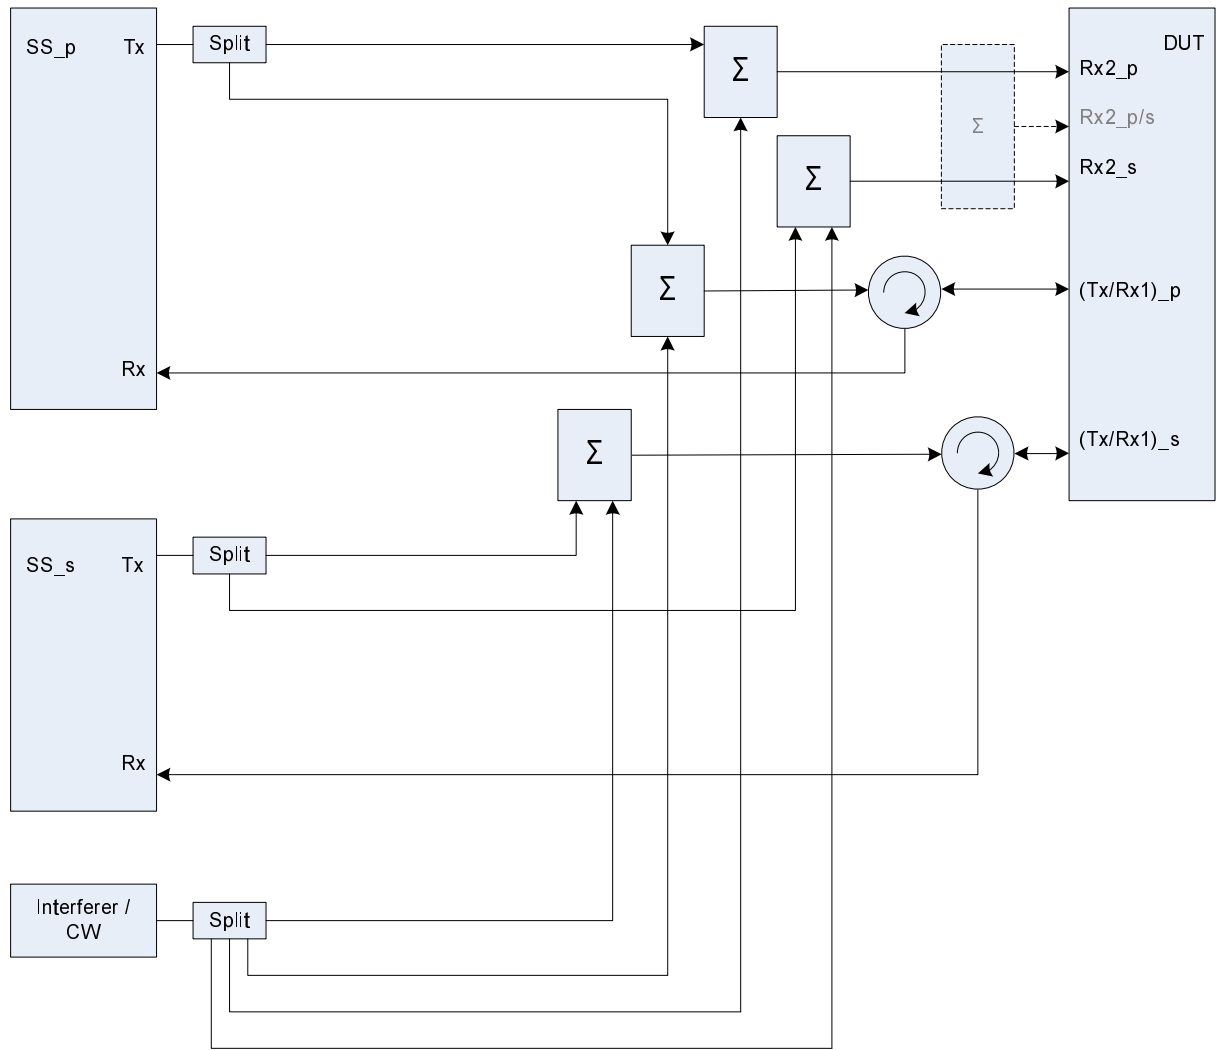 SS_p
Tx
Split
Σ
DUT
Rx2_p
Σ
Rx2_p/s
Rx2_s
Σ
Σ
(Tx/Rx1)_p
Rx
Σ
(Tx/Rx1)_s
SS_s
Tx
Split
Rx
Interferer /
CW
Split